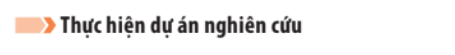 Thực hiện dự án nghiên cứu